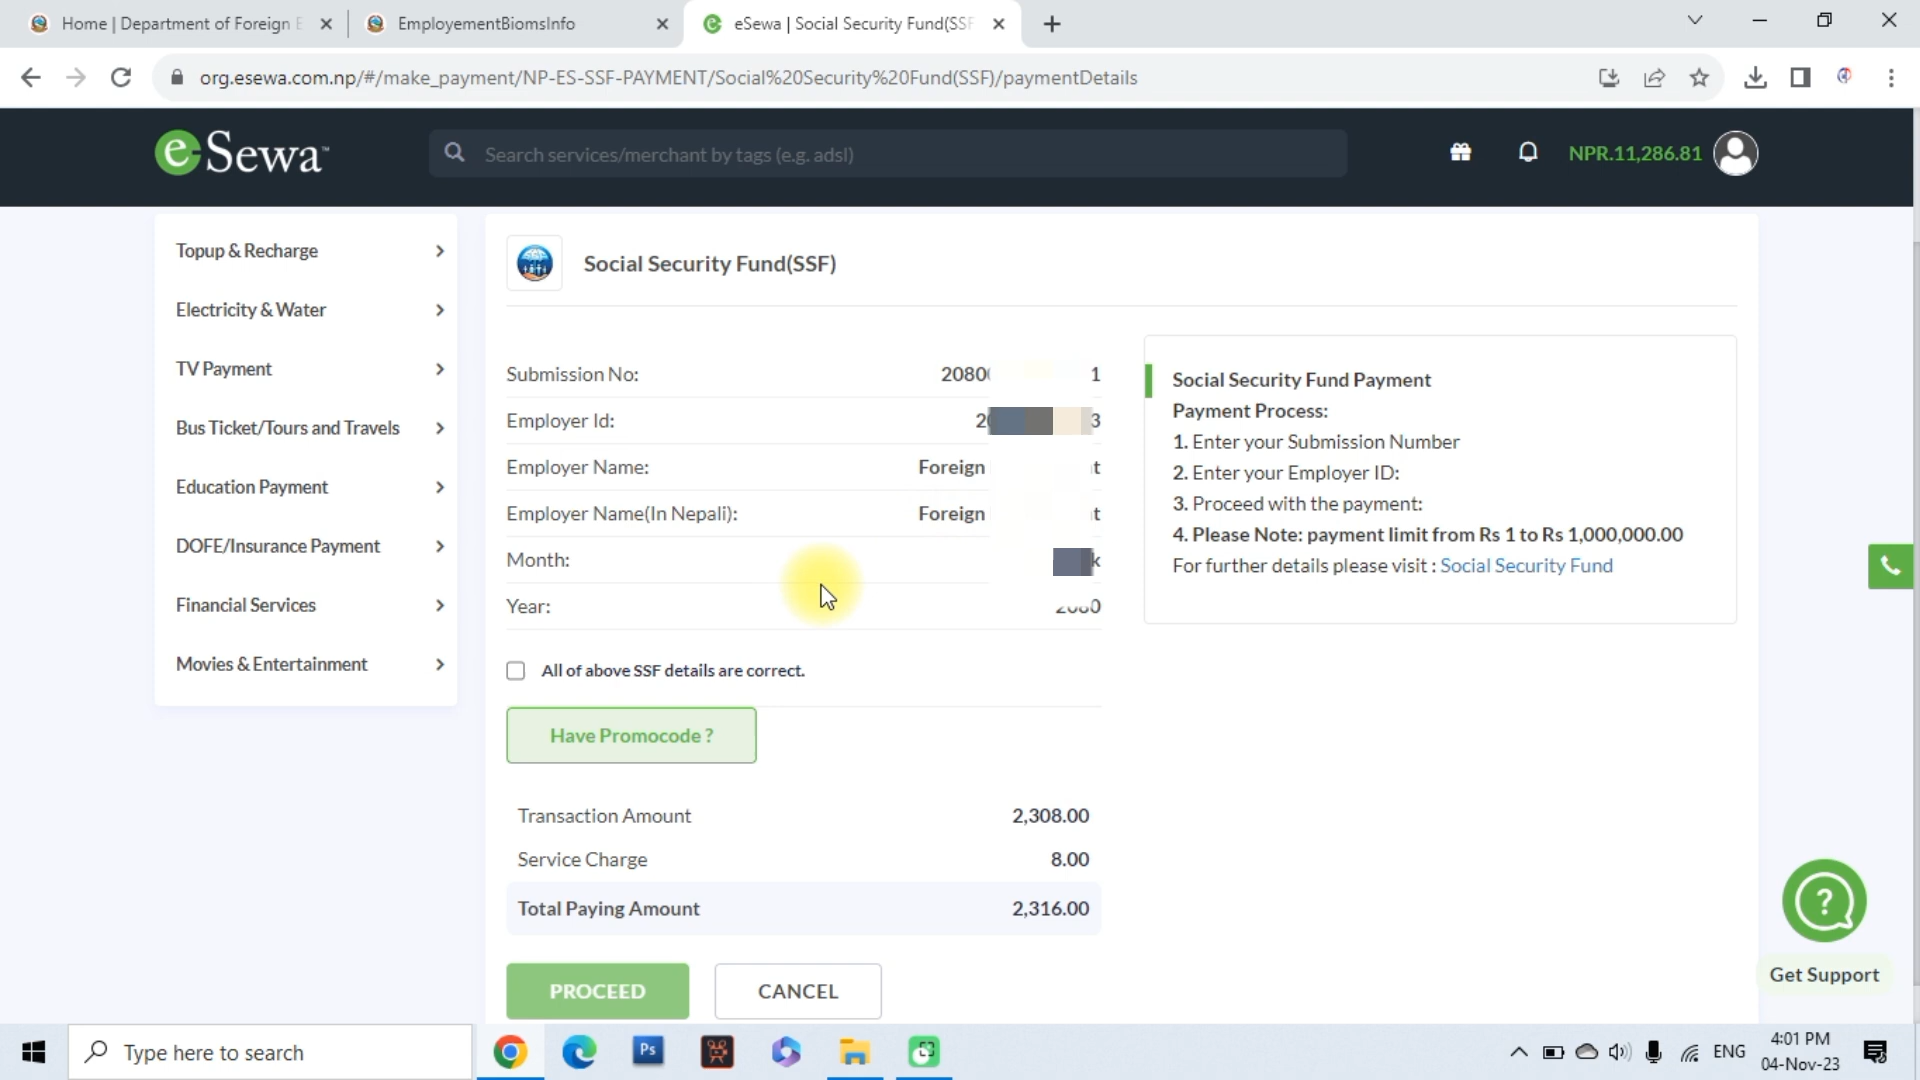 Home | Department of Foreign E
EmployementBiomsInfo
eSewa | Social Security Fund(SSF
org.esewa.com.np/#/make_payment/NP-ES-SSF-PAYMENT/Social%20Security%20Fund(SSF)/paymentDetails
eSewa™
Search services/merchant by tags (e.g. adsl)
NPR.11,286.81
Topup & Recharge
Electricity & Water
TV Payment
Bus Ticket/Tours and Travels
Education Payment
DOFE/Insurance Payment
Financial Services
Movies & Entertainment
Social Security Fund(SSF)
Submission No: 2080 1
Employer Id: 2 3
Employer Name: Foreign t
Employer Name(In Nepali): Foreign t
Month: k
Year: 2080
All of above SSF details are correct.
Have Promocode ?
Transaction Amount 2,308.00
Service Charge 8.00
Total Paying Amount 2,316.00
PROCEED
CANCEL
Social Security Fund Payment
Payment Process:
1. Enter your Submission Number
2. Enter your Employer ID:
3. Proceed with the payment:
4. Please Note: payment limit from Rs 1 to Rs 1,000,000.00
For further details please visit : Social Security Fund
?
Get Support
Type here to search
Ps
ENG
4:01 PM
04-Nov-23